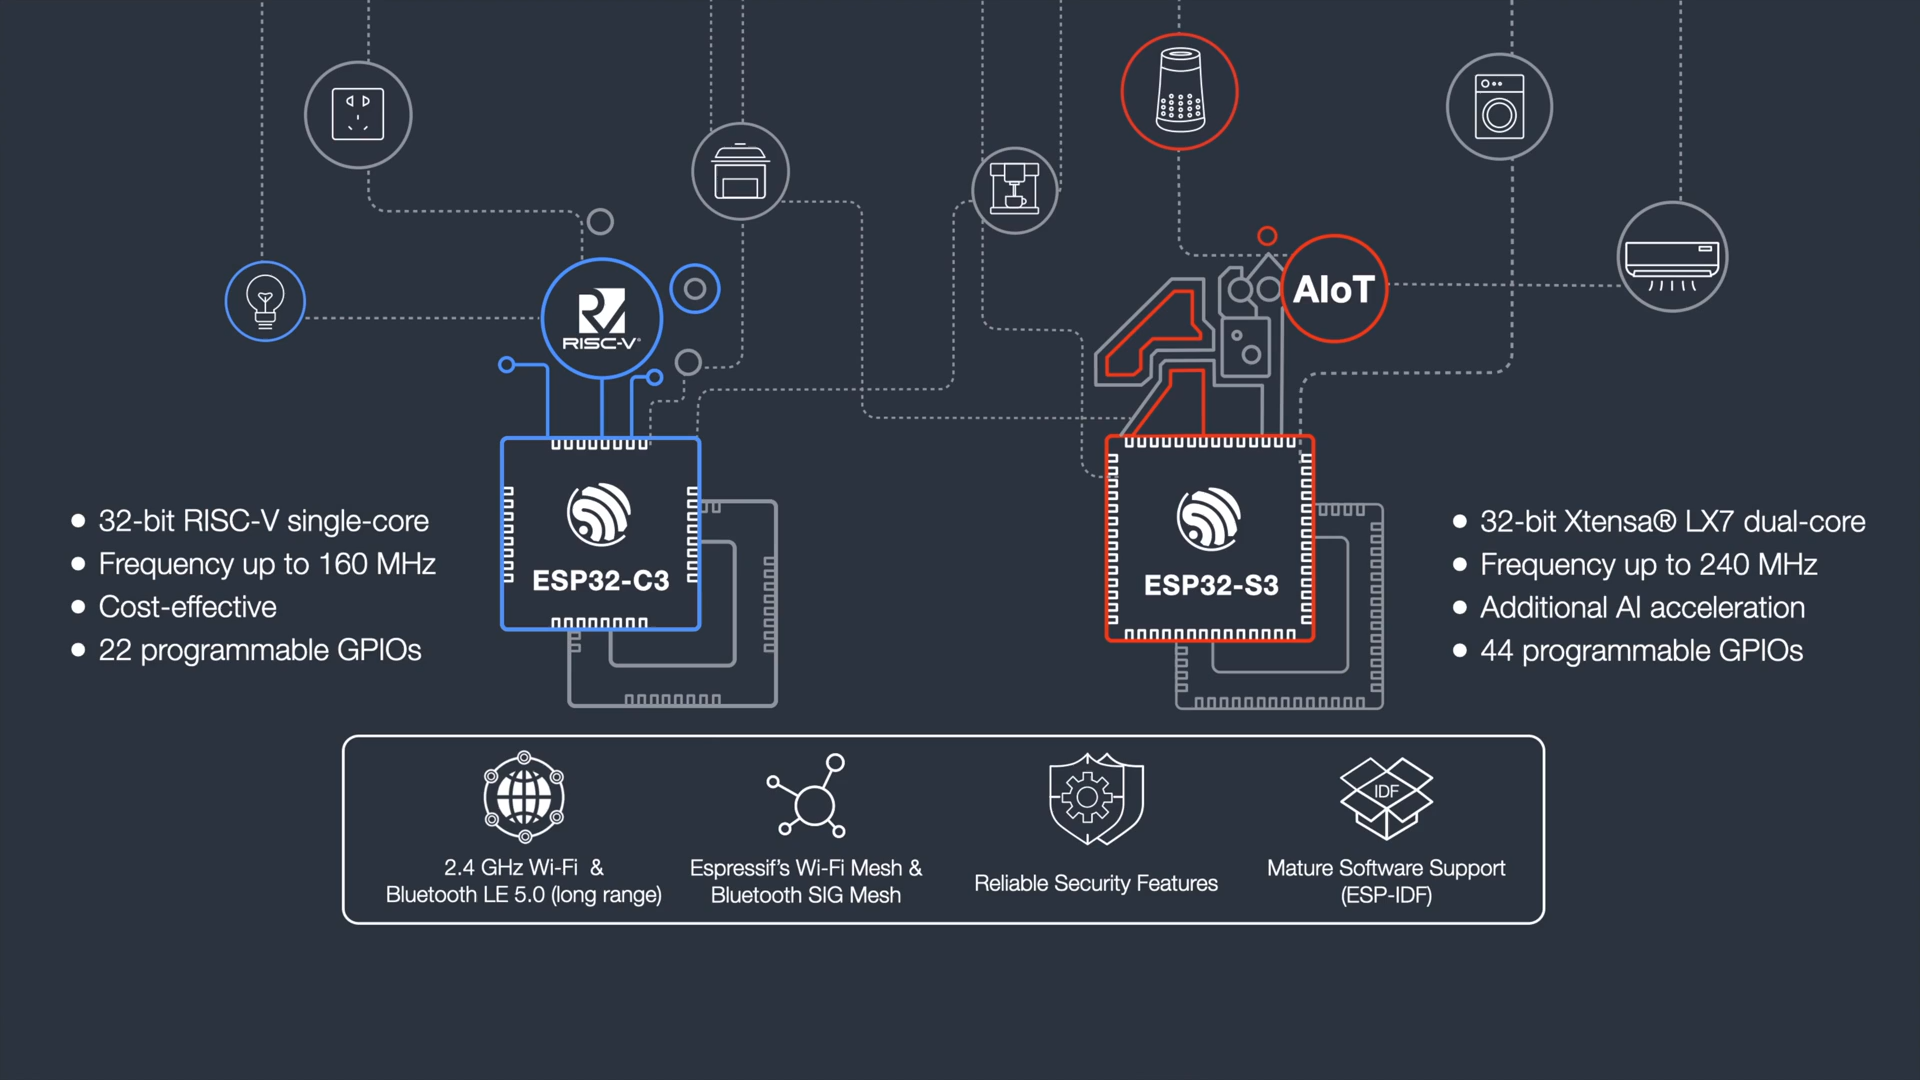 RISC-V®
AIoT
ESP32-C3
ESP32-S3
32-bit RISC-V single-core
Frequency up to 160 MHz
Cost-effective
22 programmable GPIOs
32-bit Xtensa® LX7 dual-core
Frequency up to 240 MHz
Additional AI acceleration
44 programmable GPIOs
2.4 GHz Wi-Fi &
Bluetooth LE 5.0 (long range)
Espressif's Wi-Fi Mesh &
Bluetooth SIG Mesh
Reliable Security Features
IDF
Mature Software Support
(ESP-IDF)